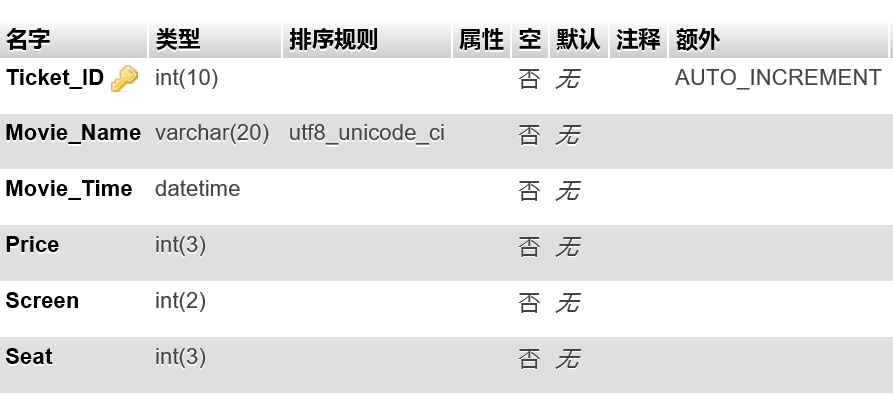 名字 类型 排序规则 属性 空 默认 注释 额外
Ticket_ID int(10) 否 无 AUTO_INCREMENT
Movie_Name varchar(20) utf8_unicode_ci 否 无
Movie_Time datetime 否 无
Price int(3) 否 无
Screen int(2) 否 无
Seat int(3) 否 无